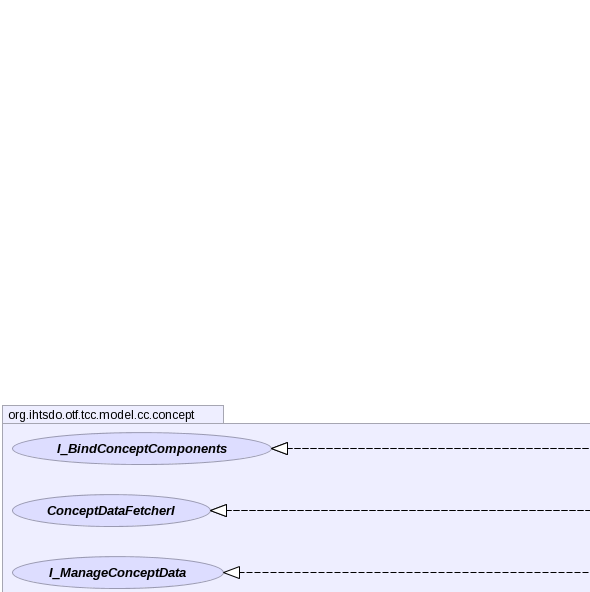 org.ihtsdo.otf.tcc.model.cc.concept
I_BindConceptComponents
ConceptDataFetcherI
I_ManageConceptData